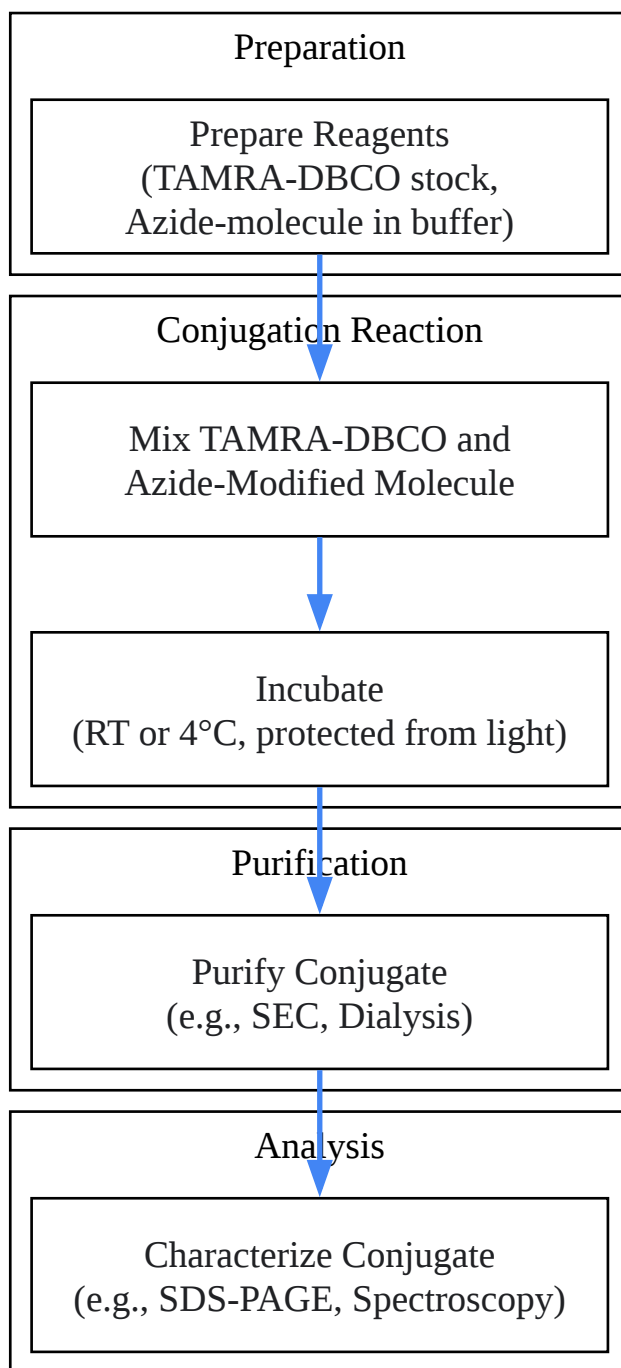 Preparation
Prepare Reagents
(TAMRA-DBCO stock,
Azide-molecule in buffer)
Conjugation Reaction
Mix TAMRA-DBCO and
Azide-Modified Molecule
Incubate
(RT or 4°C, protected from light)
Purification
Purify Conjugate
(e.g., SEC, Dialysis)
Analysis
Characterize Conjugate
(e.g., SDS-PAGE, Spectroscopy)